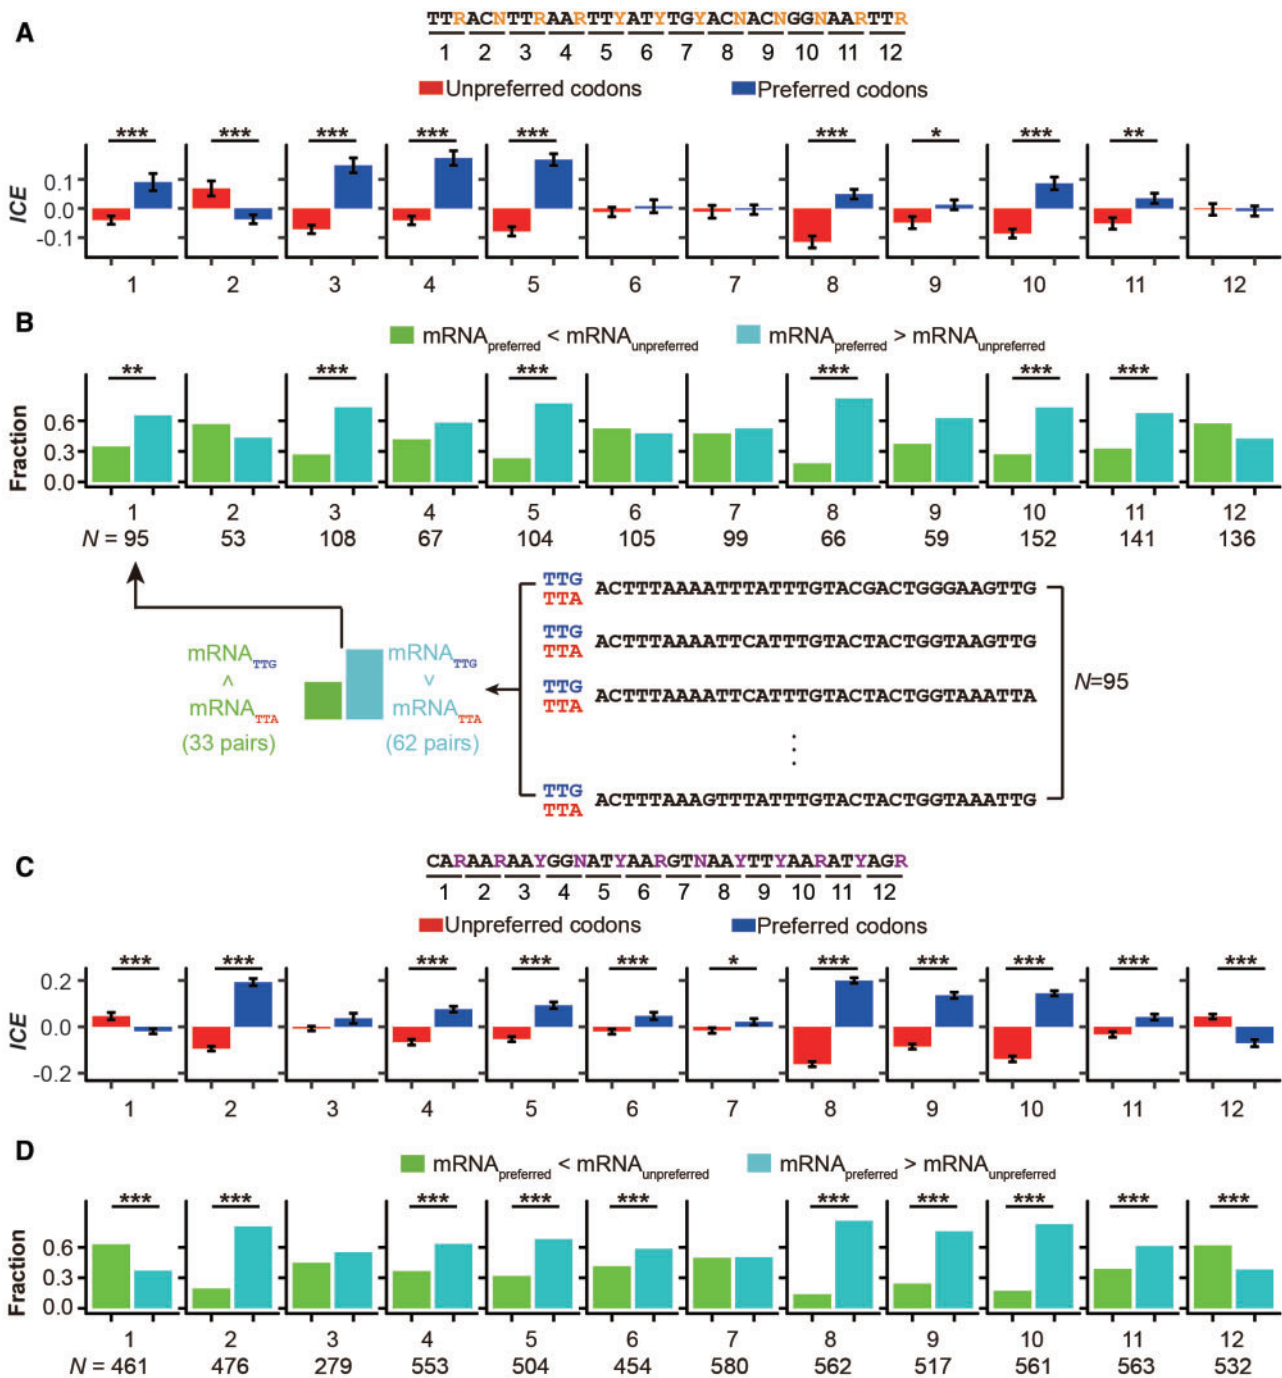 A
TTRACNTTRAARTTYATYTGYACNACNGGNAARTTR
1 2 3 4 5 6 7 8 9 10 11 12
Unpreferred codons Preferred codons
*** *** *** *** *** *** * *** **
ICE
0.1
0.0
-0.1
1 2 3 4 5 6 7 8 9 10 11 12
B
mRNApreferred < mRNAunpreferred mRNApreferred > mRNAunpreferred
** *** *** *** *** ***
Fraction
0.6
0.3
0.0
1 2 3 4 5 6 7 8 9 10 11 12
N = 95 53 108 67 104 105 99 66 59 152 141 136
TTG
TTA
ACTTTAAAATTTATTTGTACGACTGGGAAGTTG
TTG
TTA
ACTTTAAAATTCATTTGTACTACTGGTAAGTTG
TTG
TTA
ACTTTAAAATTCATTTGTACTACTGGTAAATTA
TTG
TTA
ACTTTAAAGTTTATTTGTACTACTGGTAAATTG
N=95
mRNATTG
<
mRNATTA
(33 pairs)
mRNATTG
>
mRNATTA
(62 pairs)
C
CARAARAAYGGNATYAARGTNAAYTTYAARATYAGR
1 2 3 4 5 6 7 8 9 10 11 12
Unpreferred codons Preferred codons
*** *** *** *** *** * *** *** *** *** ***
ICE
0.2
0.0
-0.2
1 2 3 4 5 6 7 8 9 10 11 12
D
mRNApreferred < mRNAunpreferred mRNApreferred > mRNAunpreferred
*** *** *** *** *** *** *** *** *** ***
Fraction
0.6
0.3
0.0
1 2 3 4 5 6 7 8 9 10 11 12
N = 461 476 279 553 504 454 580 562 517 561 563 532